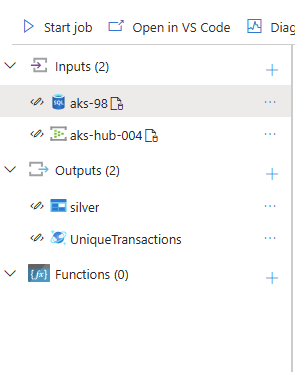 Start job Open in VS Code Diag
Inputs (2)
SQL aks-98
aks-hub-004
Outputs (2)
silver
UniqueTransactions
{fx} Functions (0)